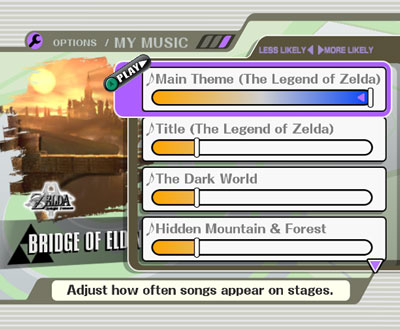 OPTIONS / MY MUSIC
LESS LIKELY MORE LIKELY
PLAY
Main Theme (The Legend of Zelda)
Title (The Legend of Zelda)
The Dark World
Hidden Mountain & Forest
ZELDA
BRIDGE OF ELD
Adjust how often songs appear on stages.